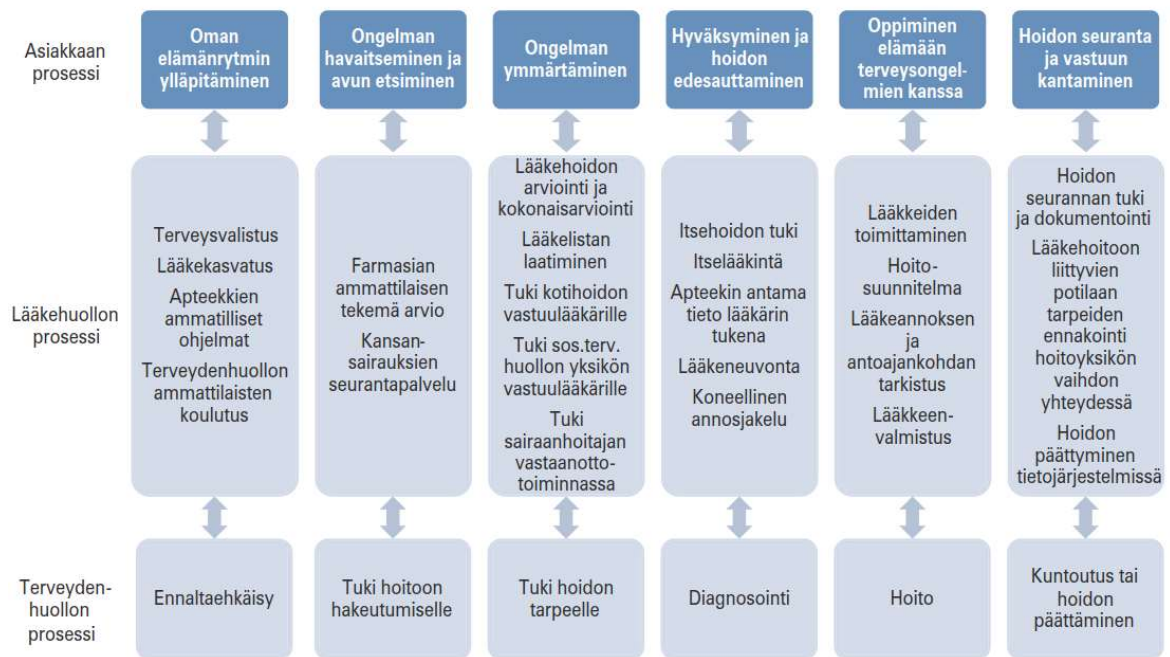 Asiakkaan
prosessi
Oman
elämänrytmin
ylläpitäminen
Ongelman
havaitseminen ja
avun etsiminen
Ongelman
ymmärtäminen
Hyväksyminen ja
hoidon
edesauttaminen
Oppiminen
elämään
terveysongel-
mien kanssa
Hoidon seuranta
ja vastuun
kantaminen
Lääkehuollon
prosessi
Terveysvalistus
Lääkekasvatus
Apteekkien
ammatilliset
ohjelmat
Terveydenhuollon
ammattilaisten
koulutus
Farmasian
ammattilaisen
tekemä arvio
Kansan-
sairauksien
seurantapalvelu
Lääkehoidon
arviointi ja
kokonaisarviointi
Lääkelistan
laatiminen
Tuki kotihoidon
vastuulääkärille
Tuki sos.terv.
huollon yksikön
vastuulääkärille
Tuki
sairaanhoitajan
vastaanotto-
toiminnassa
Itsehoidon tuki
Itselääkintä
Apteekin antama
tieto lääkärin
tukena
Lääkeneuvonta
Koneellinen
annosjakelu
Lääkkeiden
toimittaminen
Hoito-
suunnitelma
Lääkeannoksen
ja
antoajankohdan
tarkistus
Lääkkeen-
valmistus
Hoidon
seurannan tuki
ja dokumentointi
Lääkehoitoon
liittyvien
potilaan
tarpeiden
ennakointi
hoitoyksikön
vaihdon
yhteydessä
Hoidon
päättyminen
tietojärjestelmissä
Terveyden-
huollon
prosessi
Ennaltaehkäisy
Tuki hoitoon
hakeutumiselle
Tuki hoidon
tarpeelle
Diagnosointi
Hoito
Kuntoutus tai
hoidon
päättäminen